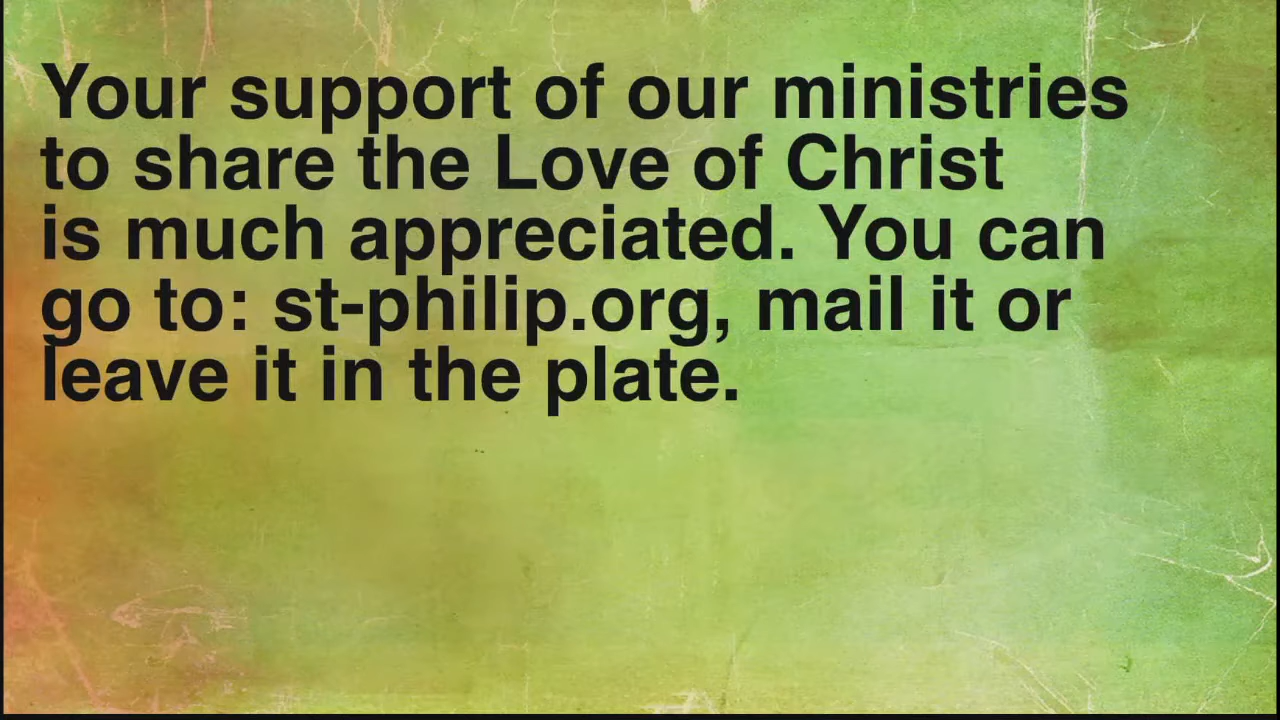 Your support of our ministries
to share the Love of Christ
is much appreciated. You can
go to: st-philip.org, mail it or
leave it in the plate.